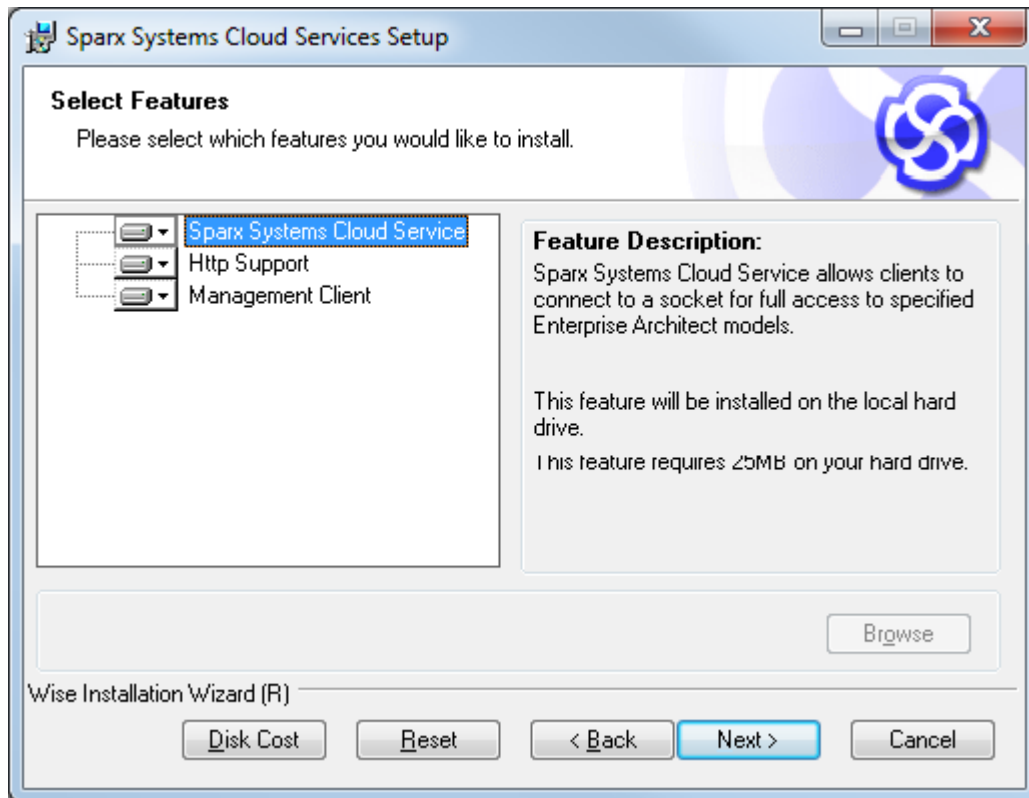 Sparx Systems Cloud Services Setup
Select Features
Please select which features you would like to install.
Sparx Systems Cloud Service
Http Support
Management Client
Feature Description:
Sparx Systems Cloud Service allows clients to
connect to a socket for full access to specified
Enterprise Architect models.
This feature will be installed on the local hard
drive.
This feature requires 25MB on your hard drive.
Browse
Wise Installation Wizard (R)
Disk Cost
Reset
< Back
Next >
Cancel